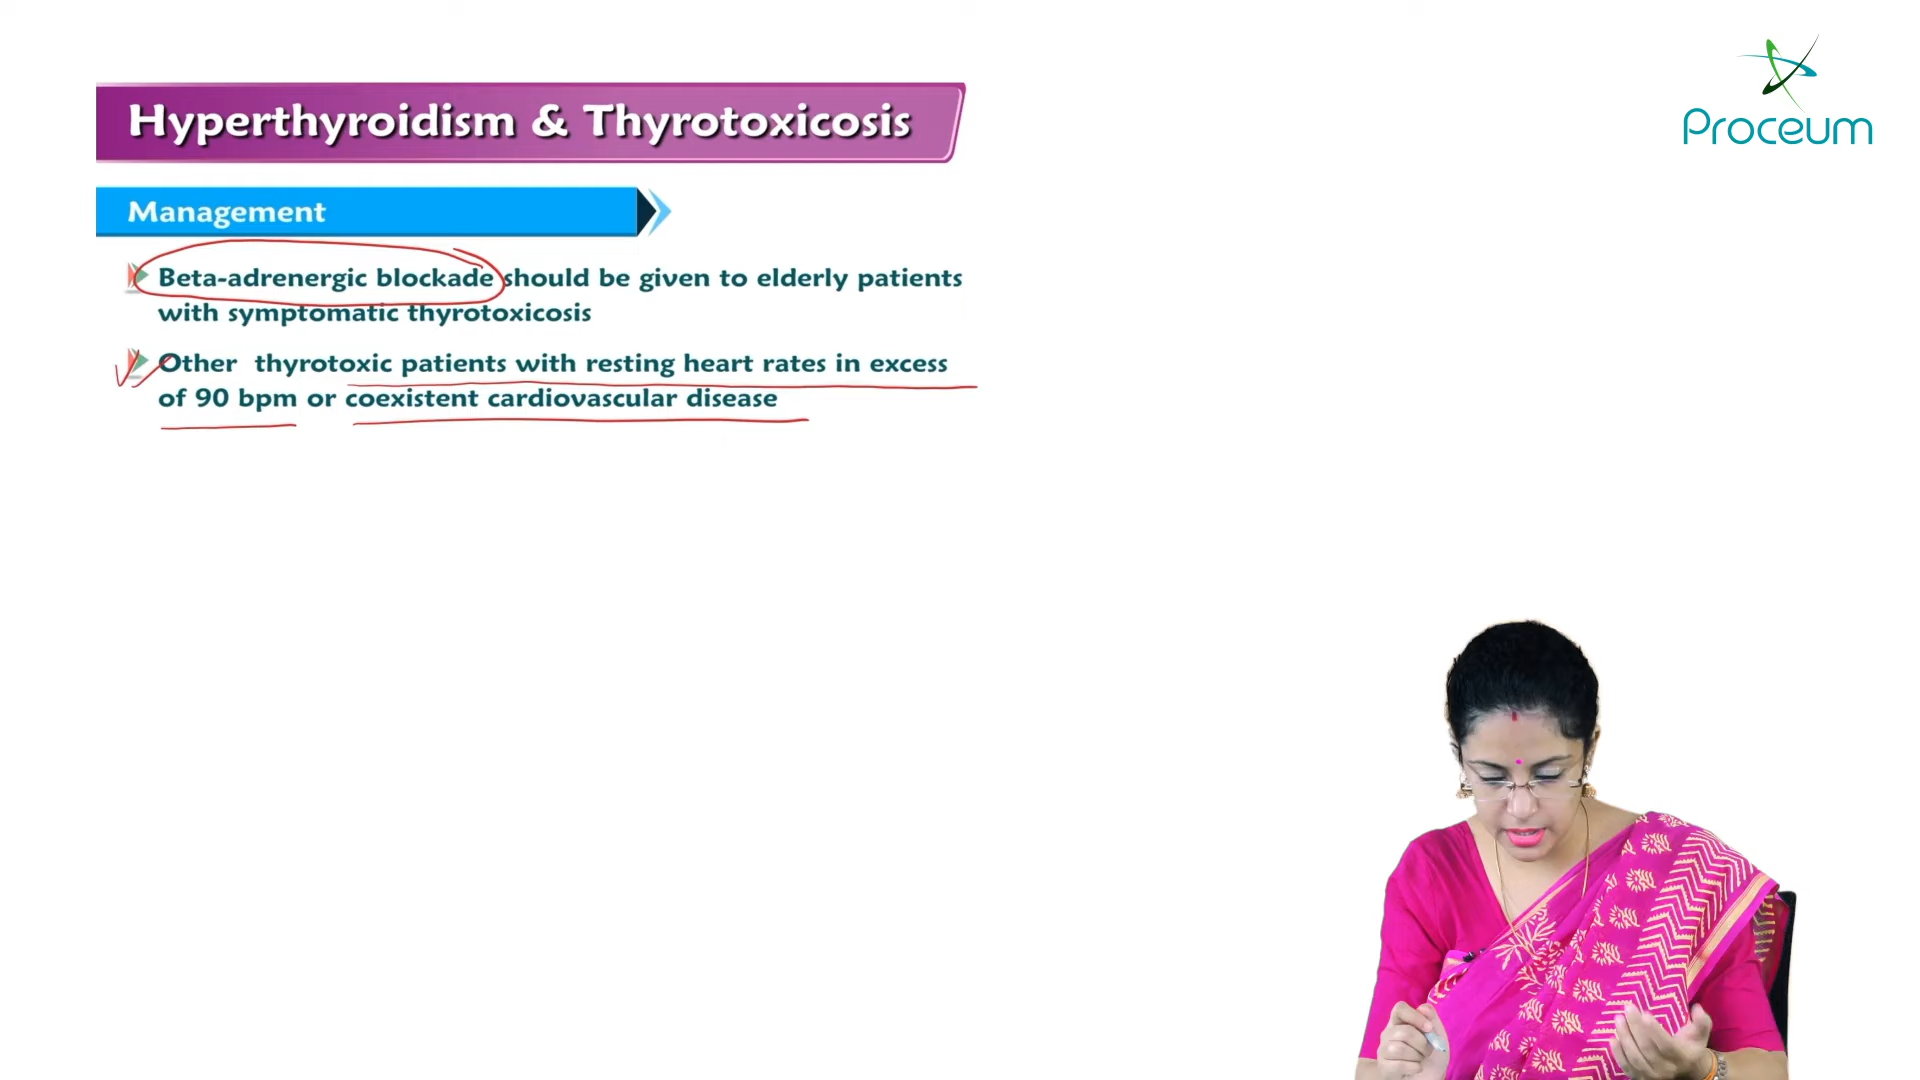 Proceum
Hyperthyroidism & Thyrotoxicosis
Management
Beta-adrenergic blockade should be given to elderly patients
with symptomatic thyrotoxicosis
Other thyrotoxic patients with resting heart rates in excess
of 90 bpm or coexistent cardiovascular disease